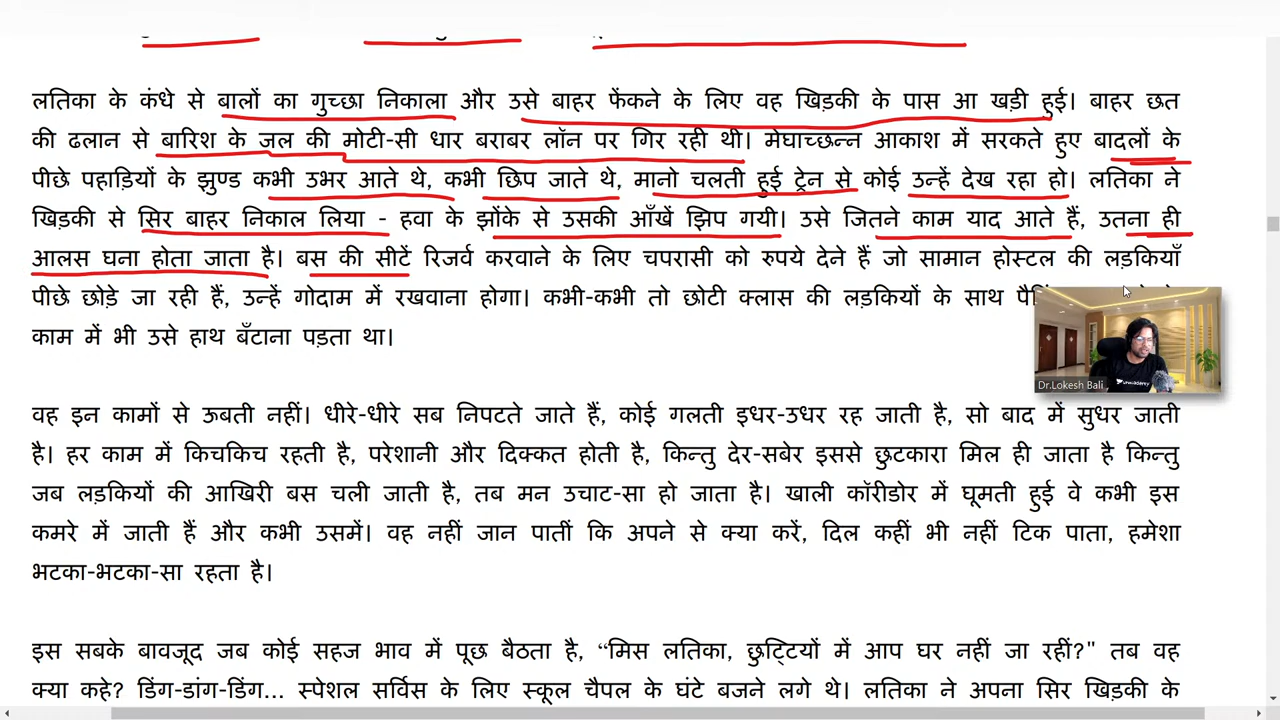 लतिका के कंधे से बालों का गुच्छा निकाला और उसे बाहर फेंकने के लिए वह खिड़की के पास आ खड़ी हुई। बाहर छत
की ढलान से बारिश के जल की मोटी-सी धार बराबर लॉन पर गिर रही थी। मेघाच्छन्न आकाश में सरकते हुए बादलों के
पीछे पहाड़ियों के झुण्ड कभी उभर आते थे, कभी छिप जाते थे, मानो चलती हुई ट्रेन से कोई उन्हें देख रहा हो। लतिका ने
खिड़की से सिर बाहर निकाल लिया - हवा के झोंके से उसकी आँखें झिप गयी। उसे जितने काम याद आते हैं, उतना ही
आलस घना होता जाता है। बस की सीटें रिजर्व करवाने के लिए चपरासी को रुपये देने हैं जो सामान होस्टल की लड़कियाँ
पीछे छोड़े जा रही हैं, उन्हें गोदाम में रखवाना होगा। कभी-कभी तो छोटी क्लास की लड़कियों के साथ
काम में भी उसे हाथ बँटाना पड़ता था।
Dr.Lokesh Bali
वह इन कामों से ऊबती नहीं। धीरे-धीरे सब निपटते जाते हैं, कोई गलती इधर-उधर रह जाती है, सो बाद में सुधर जाती
है। हर काम में किचकिच रहती है, परेशानी और दिक्कत होती है, किन्तु देर-सबेर इससे छुटकारा मिल ही जाता है किन्तु
जब लड़कियों की आखिरी बस चली जाती है, तब मन उचाट-सा हो जाता है। खाली कॉरीडोर में घूमती हुई वे कभी इस
कमरे में जाती हैं और कभी उसमें। वह नहीं जान पातीं कि अपने से क्या करें, दिल कहीं भी नहीं टिक पाता, हमेशा
भटका-भटका-सा रहता है।
इस सबके बावजूद जब कोई सहज भाव में पूछ बैठता है, “मिस लतिका, छुट्टियों में आप घर नहीं जा रहीं?" तब वह
क्या कहे? डिंग-डांग-डिंग... स्पेशल सर्विस के लिए स्कूल चैपल के घंटे बजने लगे थे। लतिका ने अपना सिर खिड़की के